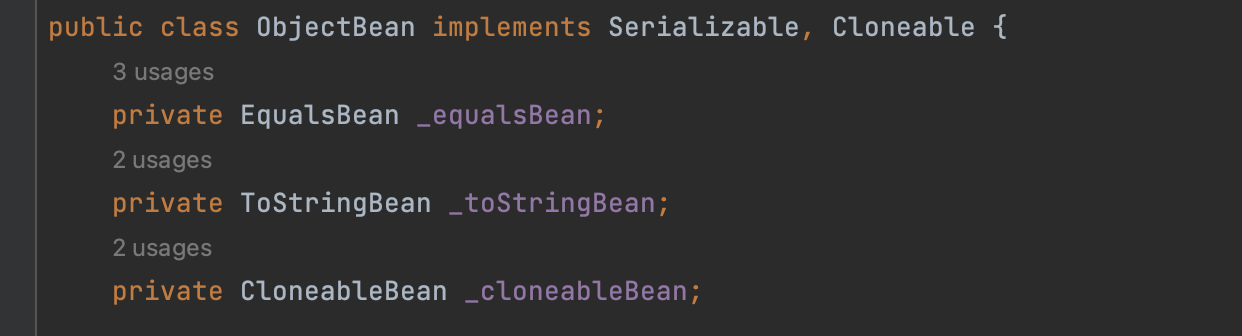 public class ObjectBean implements Serializable, Cloneable {
3 usages
private EqualsBean _equalsBean;
2 usages
private ToStringBean _toStringBean;
2 usages
private CloneableBean _cloneableBean;